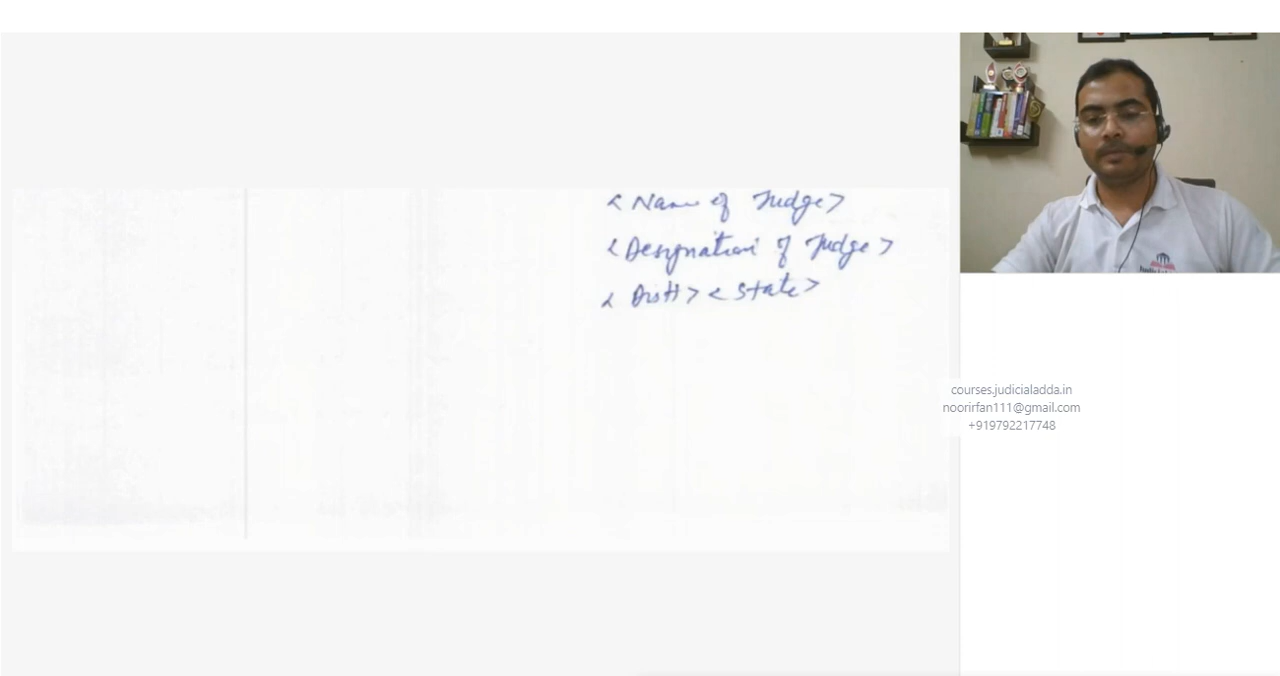 < Name of Judge >
< Designation of Judge >
< Distt > < State >
courses.judicialadda.in
noorirfan111@gmail.com
+919792217748